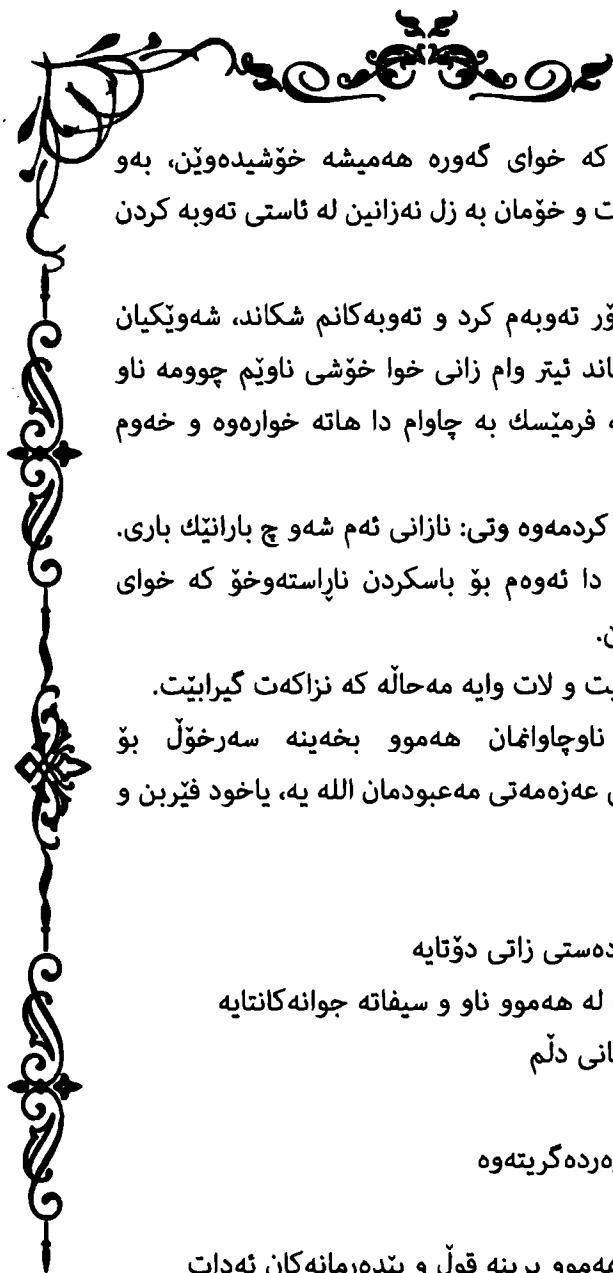 كە خوای گەورە هەمیشە خۆشیدەوێن، بەو
ت و خۆمان بە زل نەزانین لە ئاستی تەوبە کردن
ۆر تەوبەم کرد و تەوبەکانم شکاند، شەوێکیان
اند ئیتر وام زانی خوا خۆشی ناوێم چوومە ناو
ە فرمێسك بە چاوام دا هاتە خوارەوە و خەوم
کردمەوە وتی: نازانی ئەم شەو چ بارانێك باری.
دا ئەوەم بۆ باسکردن ناڕاستەوخۆ کە خوای
ن.
یت و لات وایە مەحاڵە کە نزاکەت گیرابێت.
ناوچاوانمان هەموو بخەینە سەرخۆڵ بۆ
ی عەزەمەتی مەعبودمان الله یە، یاخود فێربن و
دەستی زاتی دۆتایە
لە هەموو ناو و سیفاتە جوانەکانتایە
انی دڵم
ەردەگریتەوە
هەموو برینە قوڵ و بێدەرمانەکان ئەدات